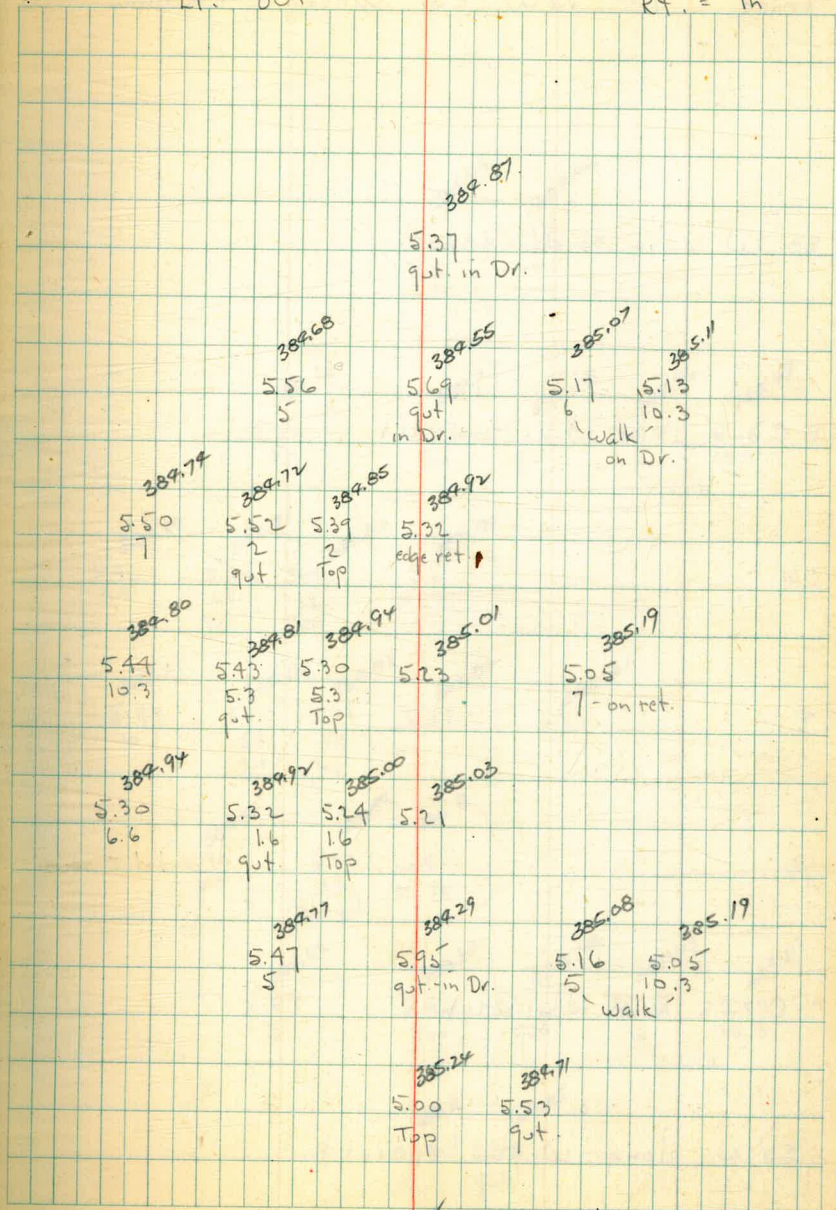 Lt. out Rt. = In
384.87
5.37
gut. in Dr.
384.68 384.55 385.07 385.11
5.56 5.69 5.17 5.13
5 gut 6 10.3
in Dr. walk
on Dr.
384.74 384.72 384.85 384.92
5.50 5.52 5.39 5.32
7 2 2 edge ret.
gut Top
384.80 384.81 384.94 385.01 385.19
5.44 5.43 5.30 5.23 5.05
10.3 5.3 5.3 7 - on ret.
gut. Top
384.94 384.92 385.00 385.03
5.30 5.32 5.24 5.21
6.6 1.6 1.6
gut. Top
384.77 384.29 385.08 385.19
5.47 5.95 5.16 5.05
5 gut.-in Dr. 5 10.3
walk
385.24 384.71
5.00 5.53
Top gut.